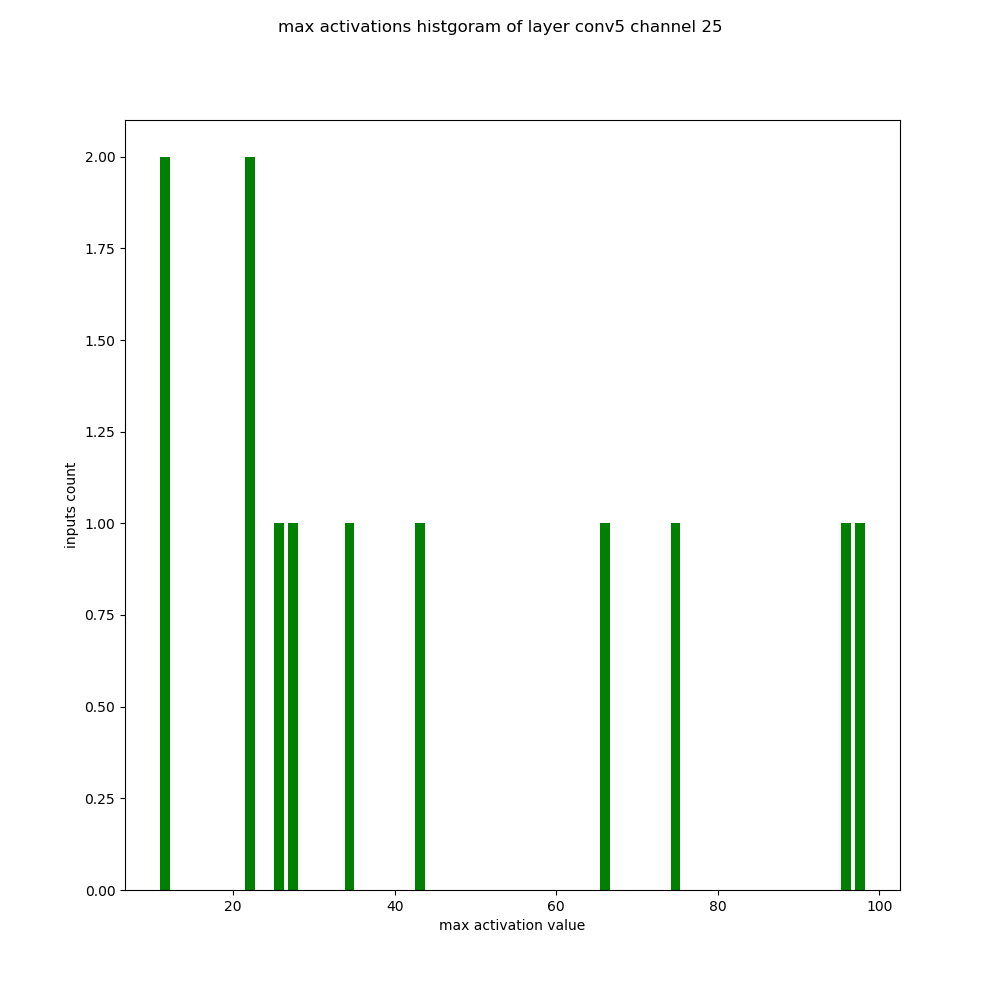 max activations histgoram of layer conv5 channel 25
2.00
1.75
1.50
1.25
1.00
0.75
0.50
0.25
0.00
inputs count
20 40 60 80 100
max activation value